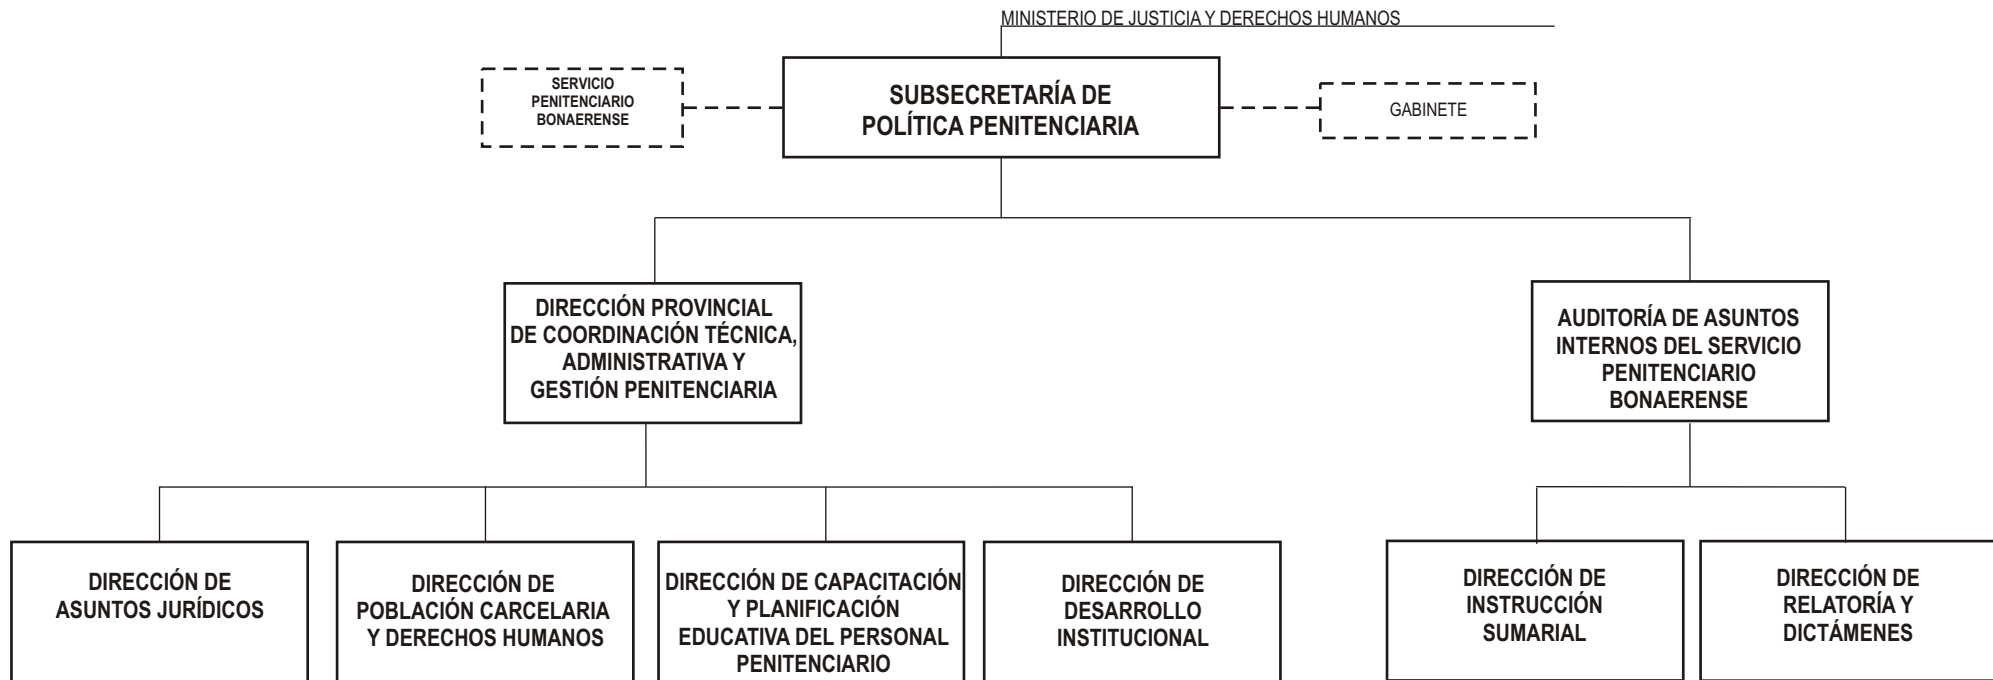 MINISTERIO DE JUSTICIA Y DERECHOS HUMANOS
SERVICIO
PENITENCIARIO
BONAERENSE
SUBSECRETARÍA DE
POLÍTICA PENITENCIARIA
GABINETE
DIRECCIÓN PROVINCIAL
DE COORDINACIÓN TÉCNICA,
ADMINISTRATIVA Y
GESTIÓN PENITENCIARIA
AUDITORÍA DE ASUNTOS
INTERNOS DEL SERVICIO
PENITENCIARIO
BONAERENSE
DIRECCIÓN DE
ASUNTOS JURÍDICOS
DIRECCIÓN DE
POBLACIÓN CARCELARIA
Y DERECHOS HUMANOS
DIRECCIÓN DE CAPACITACIÓN
Y PLANIFICACIÓN
EDUCATIVA DEL PERSONAL
PENITENCIARIO
DIRECCIÓN DE
DESARROLLO
INSTITUCIONAL
DIRECCIÓN DE
INSTRUCCIÓN
SUMARIAL
DIRECCIÓN DE
RELATORÍA Y
DICTÁMENES